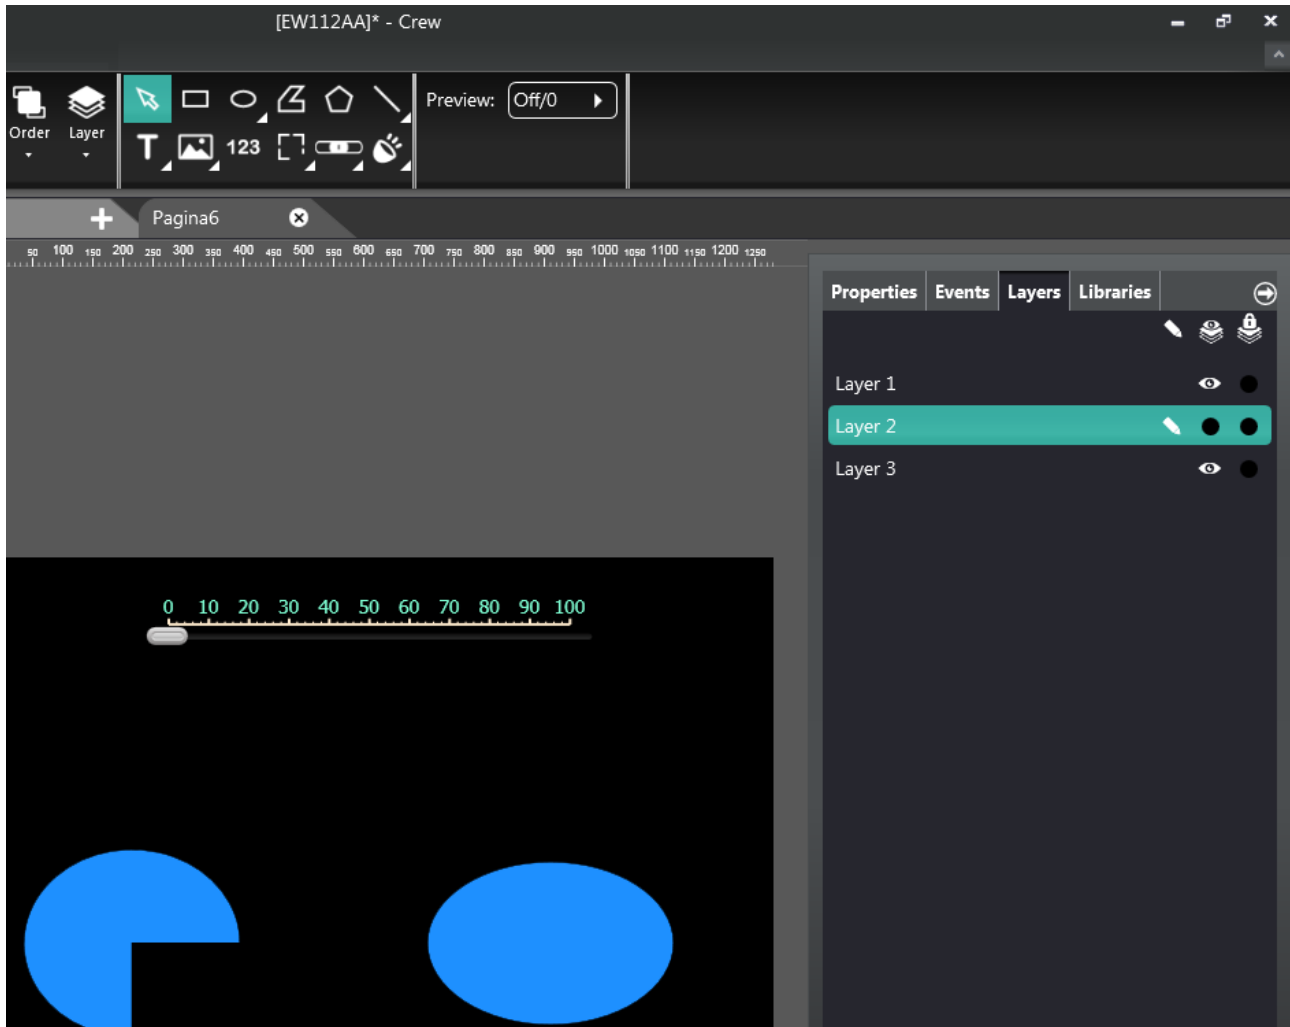 [EW112AA]* - Crew
Order Layer
Preview: Off/0
T 123
Pagina6
50 100 150 200 250 300 350 400 450 500 550 600 650 700 750 800 850 900 950 1000 1050 1100 1150 1200 1250
Properties Events Layers Libraries
Layer 1
Layer 2
Layer 3
0 10 20 30 40 50 60 70 80 90 100